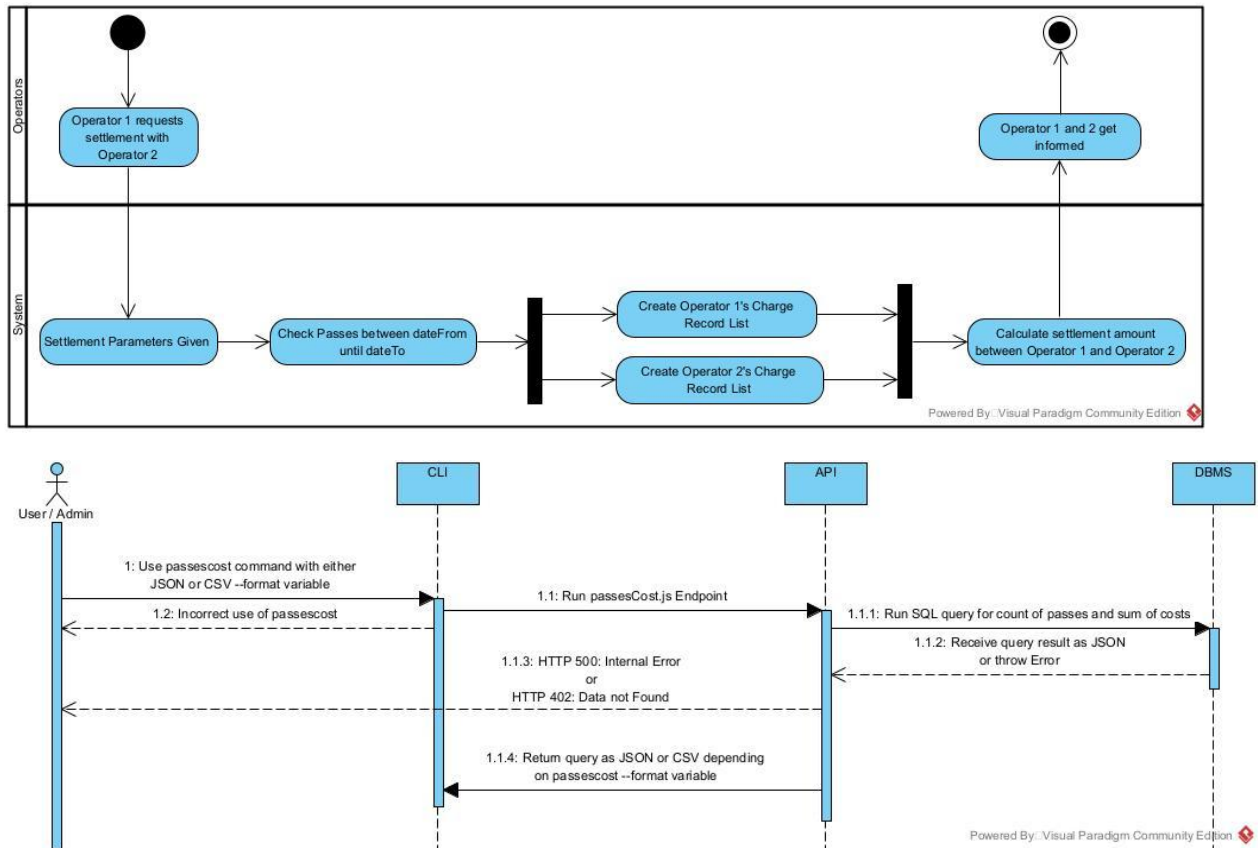 Operators
Operator 1 requests
settlement with
Operator 2
Operator 1 and 2 get
informed
System
Settlement Parameters Given
Check Passes between dateFrom
until dateTo
Create Operator 1's Charge
Record List
Create Operator 2's Charge
Record List
Calculate settlement amount
between Operator 1 and Operator 2
Powered By Visual Paradigm Community Edition
User / Admin
CLI
API
DBMS
1: Use passescost command with either
JSON or CSV --format variable
1.1: Run passesCost.js Endpoint
1.2: Incorrect use of passescost
1.1.1: Run SQL query for count of passes and sum of costs
1.1.2: Receive query result as JSON
or throw Error
1.1.3: HTTP 500: Internal Error
or
HTTP 402: Data not Found
1.1.4: Return query as JSON or CSV depending
on passescost --format variable
Powered By Visual Paradigm Community Edition